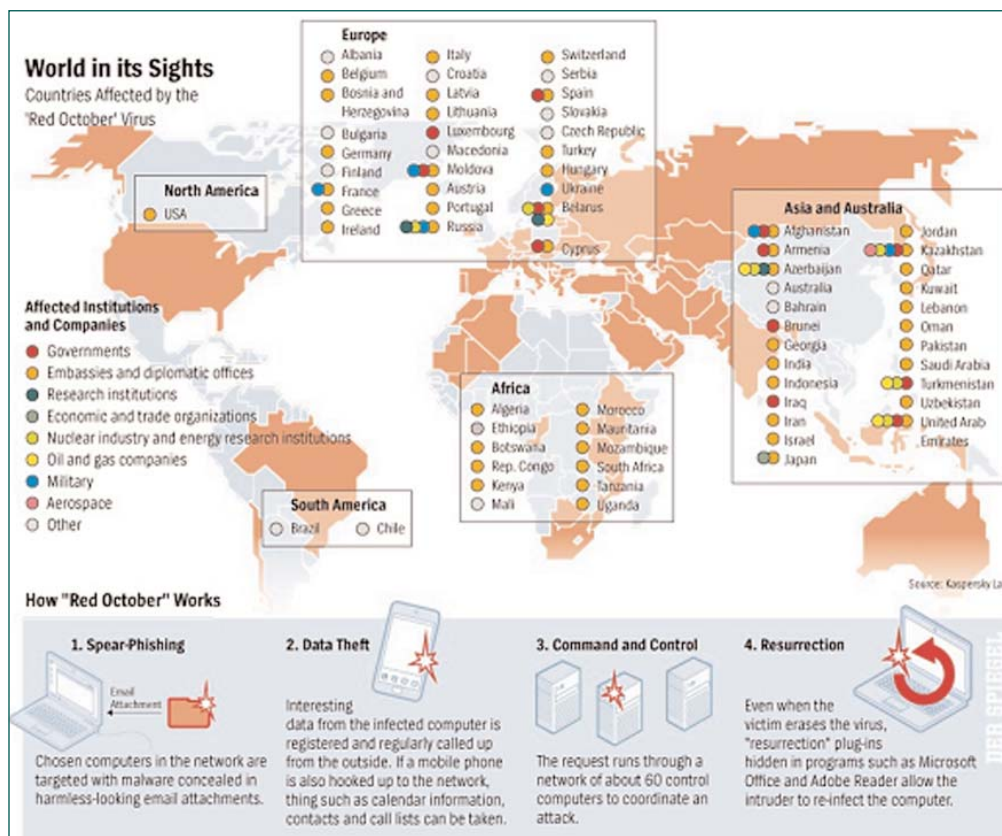 World in its Sights
Countries Affected by the
'Red October' Virus
Europe
Albania
Belgium
Bosnia and
Herzegovina
Bulgaria
Germany
Finland
France
Greece
Ireland
Italy
Croatia
Latvia
Lithuania
Luxembourg
Macedonia
Moldova
Austria
Portugal
Russia
Switzerland
Serbia
Spain
Slovakia
Czech Republic
Turkey
Hungary
Ukraine
Belarus
Cyprus
North America
USA
Asia and Australia
Afghanistan
Armenia
Azerbaijan
Australia
Bahrain
Brunei
Georgia
India
Indonesia
Iraq
Iran
Israel
Japan
Jordan
Kazakhstan
Qatar
Kuwait
Lebanon
Oman
Pakistan
Saudi Arabia
Turkmenistan
Uzbekistan
United Arab
Emirates
Affected Institutions
and Companies
Governments
Embassies and diplomatic offices
Research institutions
Economic and trade organizations
Nuclear industry and energy research institutions
Oil and gas companies
Military
Aerospace
Other
Africa
Algeria
Ethiopia
Botswana
Rep. Congo
Kenya
Mali
Morocco
Mauritania
Mozambique
South Africa
Tanzania
Uganda
South America
Brazil
Chile
Source: Kaspersky La
How "Red October" Works
1. Spear-Phishing
Email
Attachment
Chosen computers in the network are
targeted with malware concealed in
harmless-looking email attachments.
2. Data Theft
Interesting
data from the infected computer is
registered and regularly called up
from the outside. If a mobile phone
is also hooked up to the network,
thing such as calendar information,
contacts and call lists can be taken.
3. Command and Control
The request runs through a
network of about 60 control
computers to coordinate an
attack.
4. Resurrection
Even when the
victim erases the virus,
"resurrection" plug-ins
hidden in programs such as Microsoft
Office and Adobe Reader allow the
intruder to re-infect the computer.
DER SPIEGEL